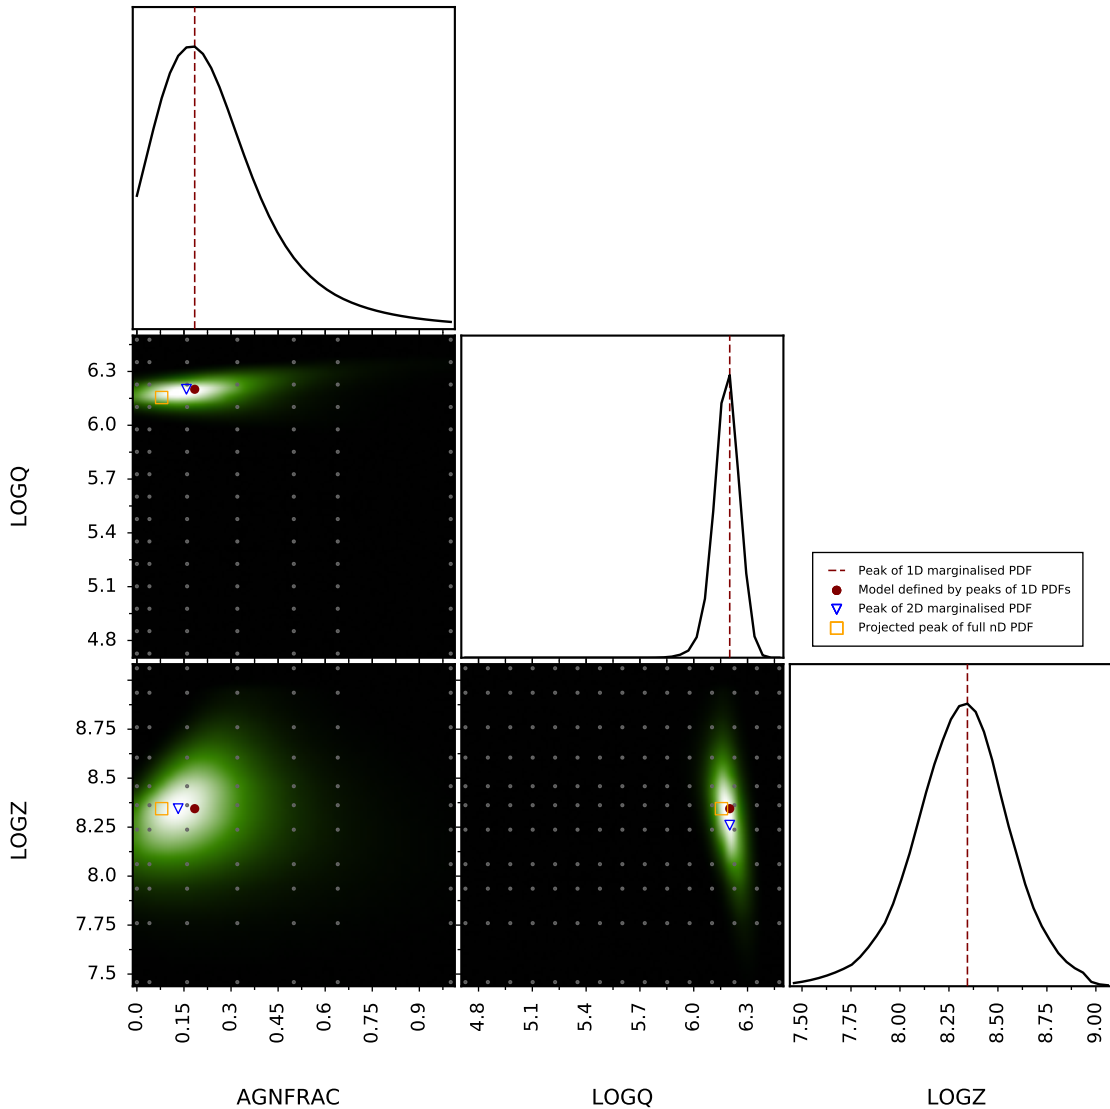 6.3
6.0
5.7
5.4
5.1
4.8
LOGQ
Peak of 1D marginalised PDF
Model defined by peaks of 1D PDFs
Peak of 2D marginalised PDF
Projected peak of full nD PDF
8.75
8.5
8.25
8.0
7.75
7.5
LOGZ
0.0 0.15 0.3 0.45 0.6 0.75 0.9
4.8 5.1 5.4 5.7 6.0 6.3
7.50 7.75 8.00 8.25 8.50 8.75 9.00
AGNFRAC
LOGQ
LOGZ